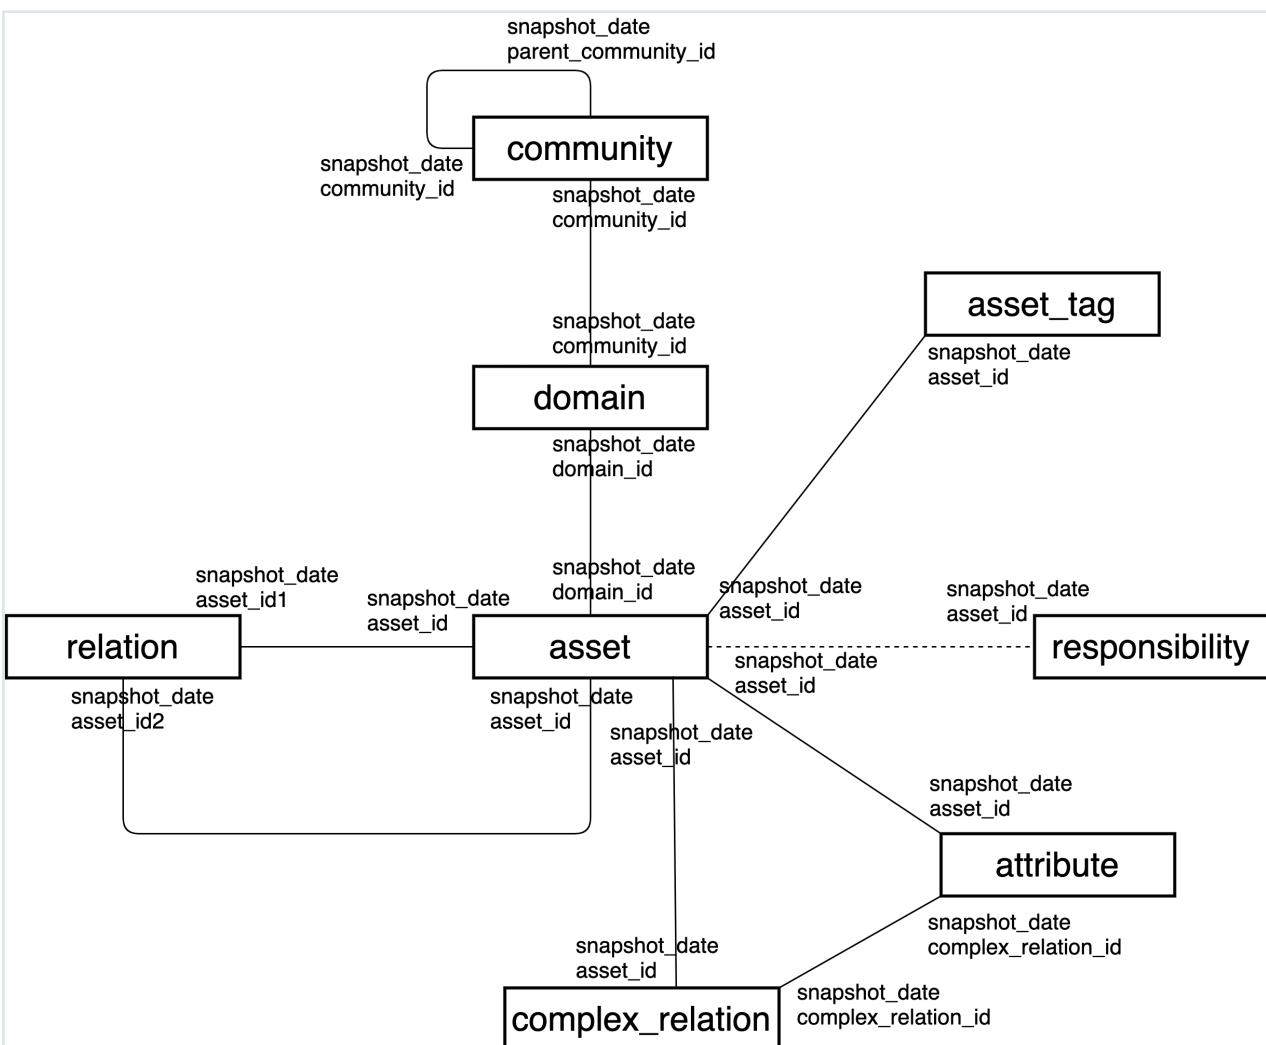 snapshot_date
parent_community_id
community
snapshot_date
community_id
snapshot_date
community_id
asset_tag
snapshot_date
community_id
snapshot_date
asset_id
domain
snapshot_date
domain_id
snapshot_date
domain_id
snapshot_date
asset_id1
snapshot_date
asset_id
snapshot_date
asset_id
snapshot_date
asset_id
relation
asset
responsibility
snapshot_date
asset_id
snapshot_date
asset_id2
snapshot_date
asset_id
snapshot_date
asset_id
snapshot_date
asset_id
attribute
snapshot_date
complex_relation_id
snapshot_date
asset_id
snapshot_date
complex_relation_id
complex_relation